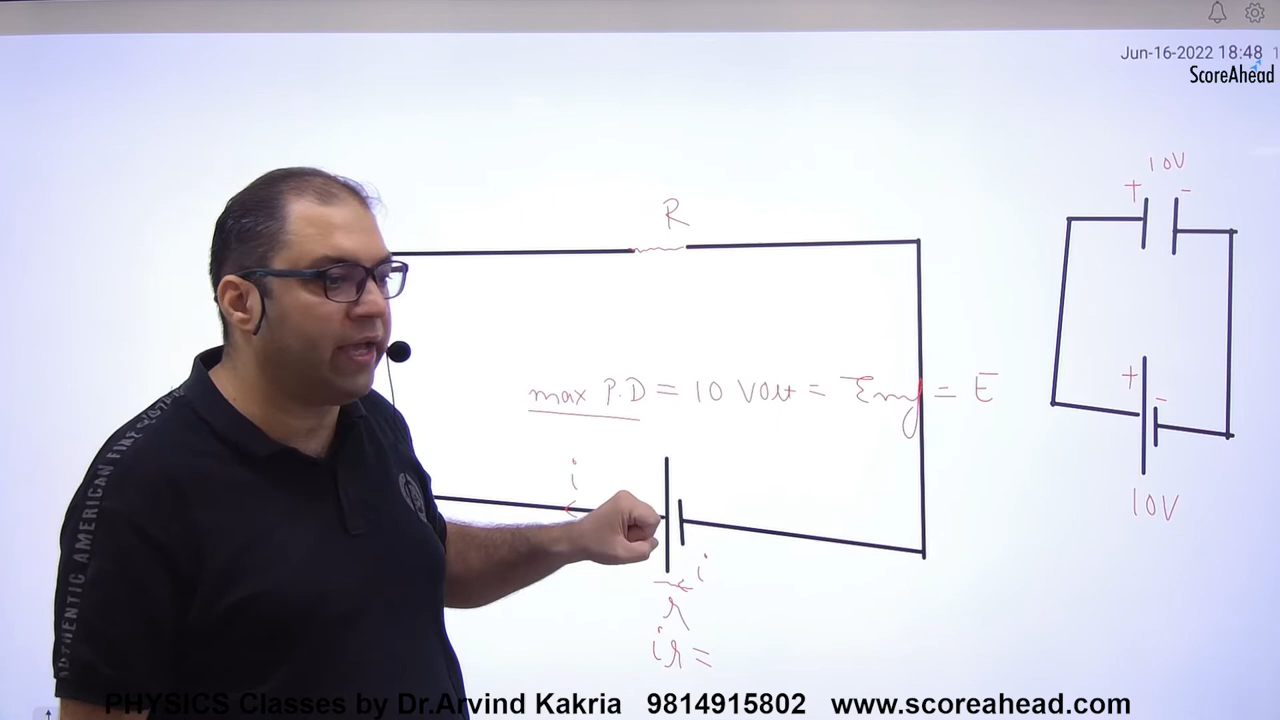 Jun-16-2022 18:48
ScoreAhead
10V
+ -
R
+
max P.D = 10 Volt = Emf = E
-
i
10V
i
r
ir =
AUTHENTIC AMERICAN FINE
PHYSICS Classes by Dr.Arvind Kakria 9814915802 www.scoreahead.com